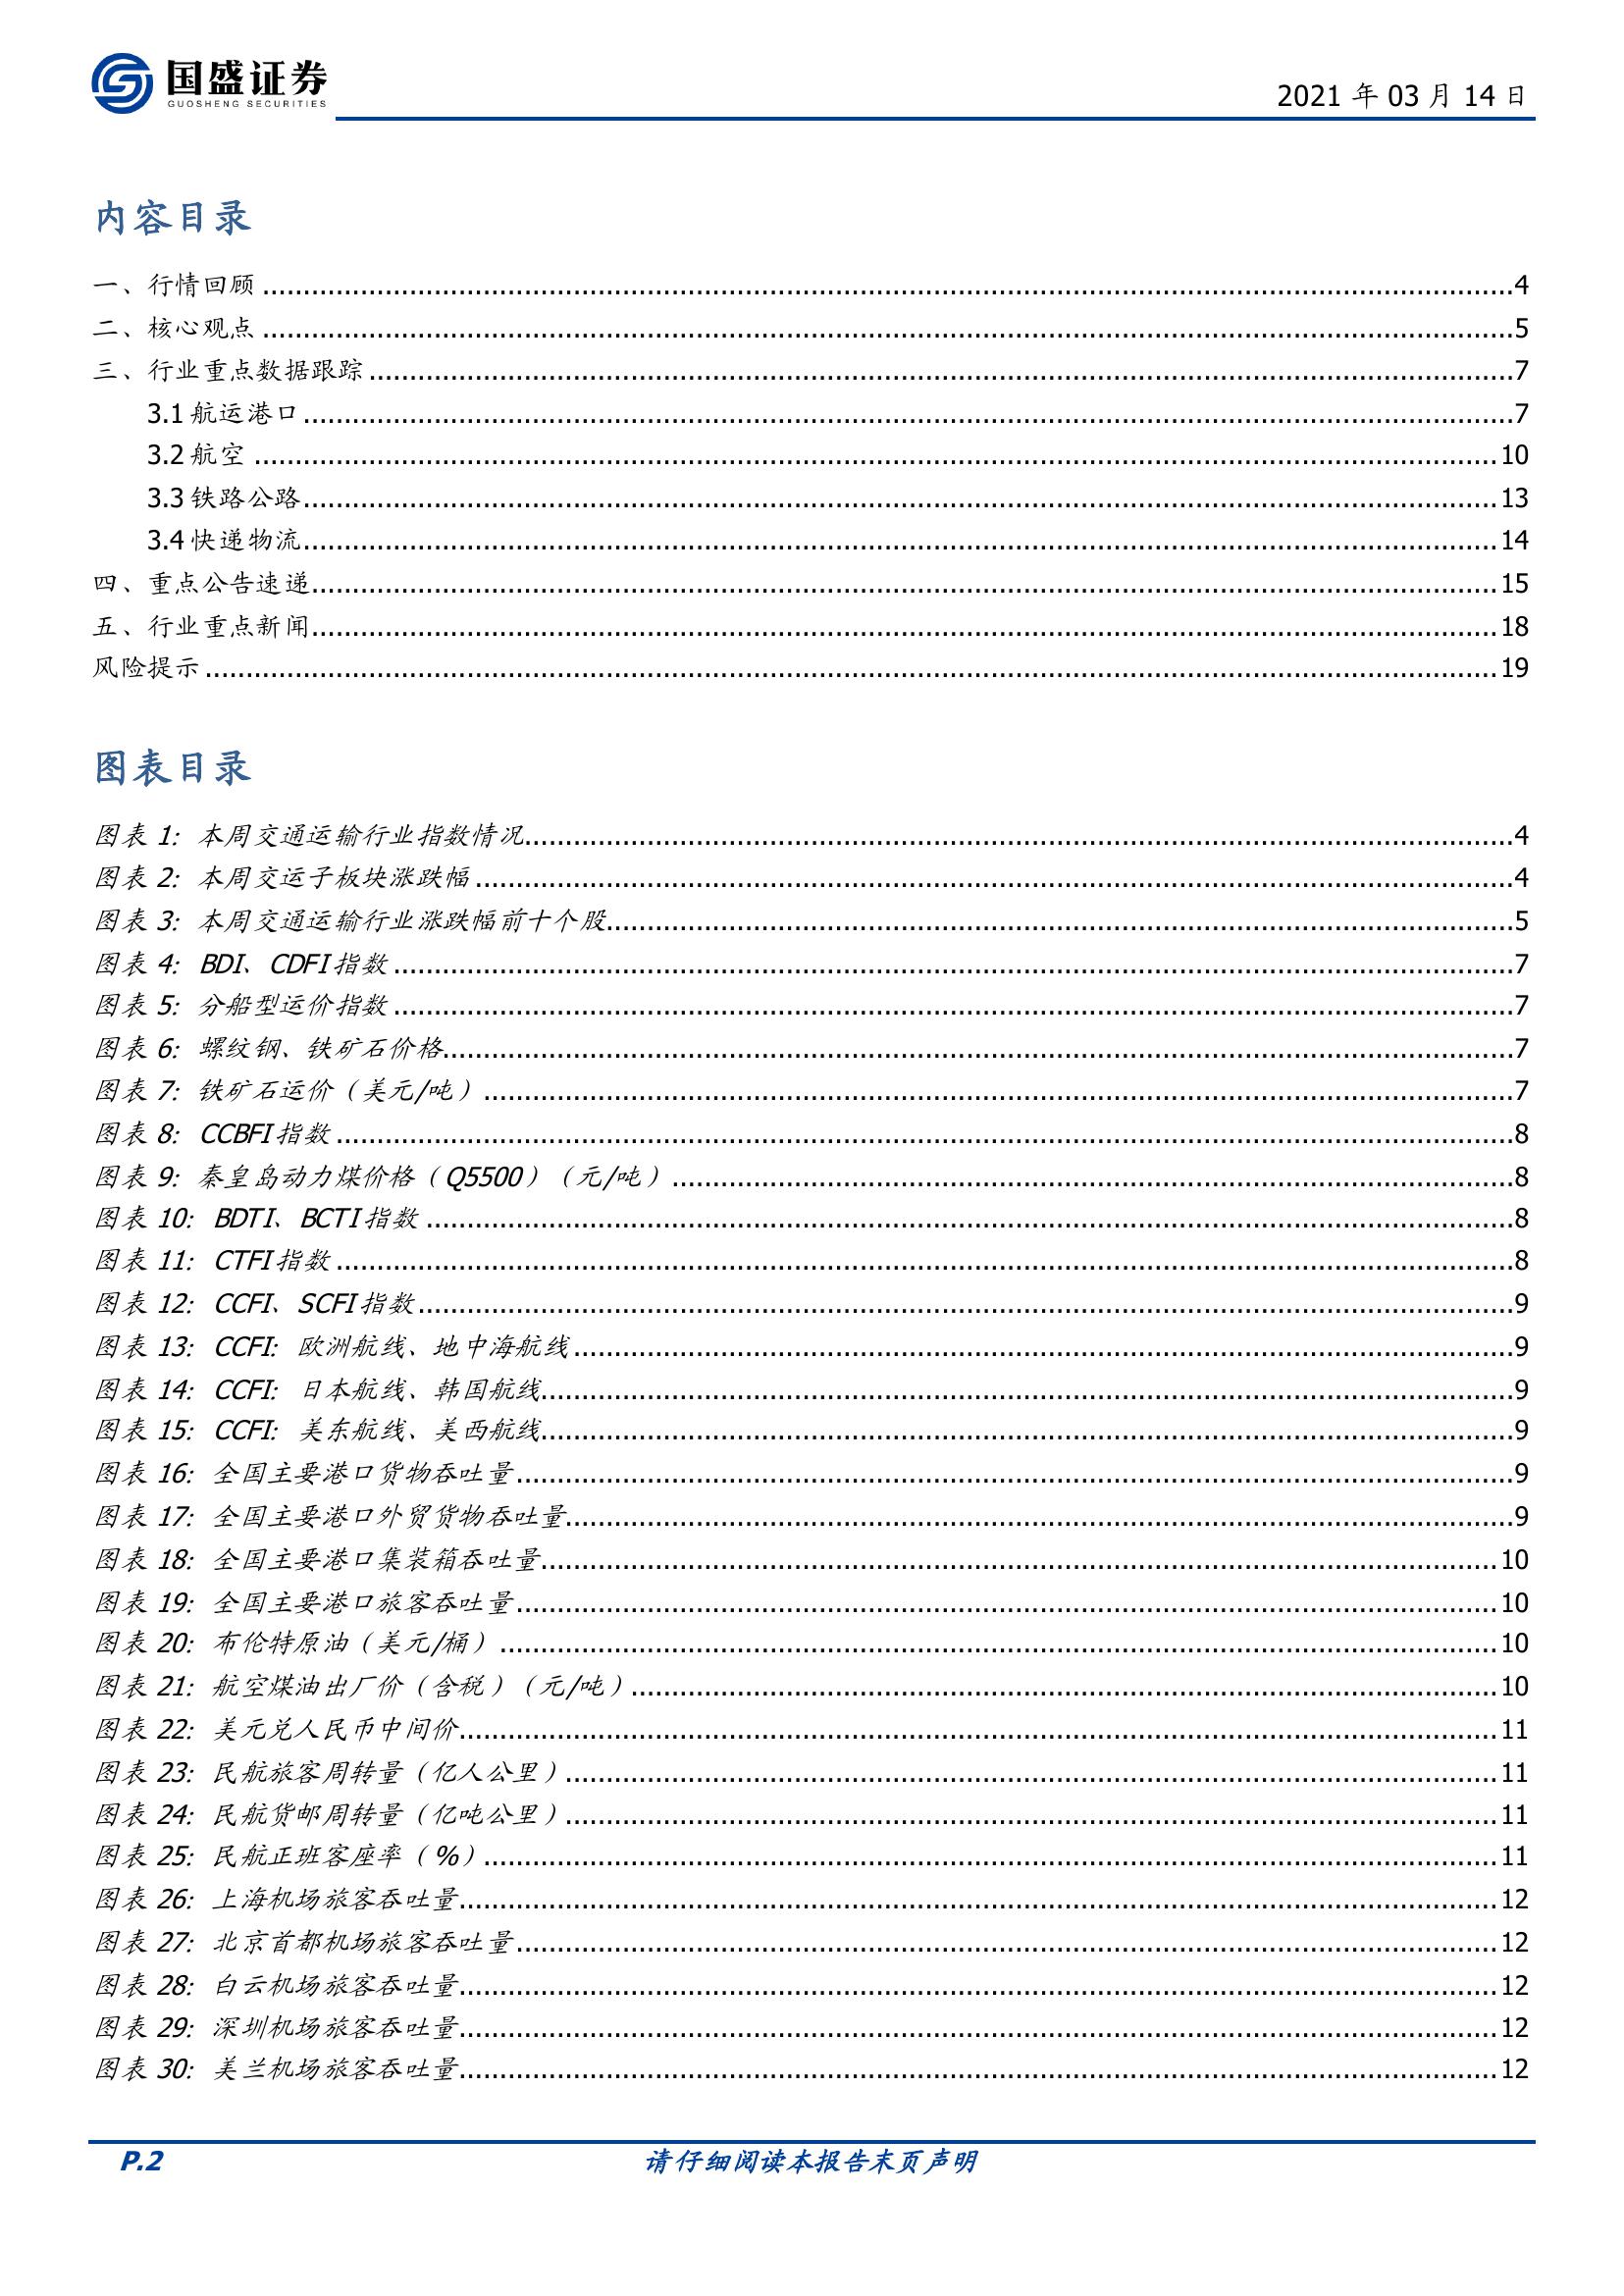 国盛证券
GUOSHENG SECURITIES
2021 年 03 月 14 日
内容目录
一、行情回顾 ........ 4
二、核心观点 ........ 5
三、行业重点数据跟踪 ........ 7
3.1 航运港口 ........ 7
3.2 航空 ........ 10
3.3 铁路公路 ........ 13
3.4 快递物流 ........ 14
四、重点公告速递 ........ 15
五、行业重点新闻 ........ 18
风险提示 ........ 19
图表目录
图表 1: 本周交通运输行业指数情况 ........ 4
图表 2: 本周交运子板块涨跌幅 ........ 4
图表 3: 本周交通运输行业涨跌幅前十个股 ........ 5
图表 4: BDI、CDFI 指数 ........ 7
图表 5: 分船型运价指数 ........ 7
图表 6: 螺纹钢、铁矿石价格 ........ 7
图表 7: 铁矿石运价（美元/吨） ........ 7
图表 8: CCBFI 指数 ........ 8
图表 9: 秦皇岛动力煤价格（Q5500）（元/吨） ........ 8
图表 10: BDTI、BCTI 指数 ........ 8
图表 11: CTFI 指数 ........ 8
图表 12: CCFI、SCFI 指数 ........ 9
图表 13: CCFI: 欧洲航线、地中海航线 ........ 9
图表 14: CCFI: 日本航线、韩国航线 ........ 9
图表 15: CCFI: 美东航线、美西航线 ........ 9
图表 16: 全国主要港口货物吞吐量 ........ 9
图表 17: 全国主要港口外贸货物吞吐量 ........ 9
图表 18: 全国主要港口集装箱吞吐量 ........ 10
图表 19: 全国主要港口旅客吞吐量 ........ 10
图表 20: 布伦特原油（美元/桶） ........ 10
图表 21: 航空煤油出厂价（含税）（元/吨） ........ 10
图表 22: 美元兑人民币中间价 ........ 11
图表 23: 民航旅客周转量（亿人公里） ........ 11
图表 24: 民航货邮周转量（亿吨公里） ........ 11
图表 25: 民航正班客座率（%） ........ 11
图表 26: 上海机场旅客吞吐量 ........ 12
图表 27: 北京首都机场旅客吞吐量 ........ 12
图表 28: 白云机场旅客吞吐量 ........ 12
图表 29: 深圳机场旅客吞吐量 ........ 12
图表 30: 美兰机场旅客吞吐量 ........ 12
P.2 请仔细阅读本报告末页声明